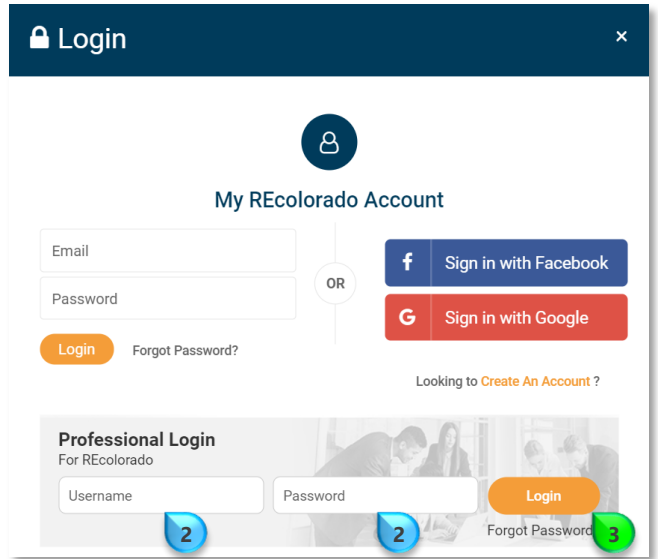 Login ×
My REcolorado Account
Email
Password
OR
f Sign in with Facebook
G Sign in with Google
Login Forgot Password?
Looking to Create An Account ?
Professional Login
For REcolorado
Username Password Login
2 2 Forgot Password 3